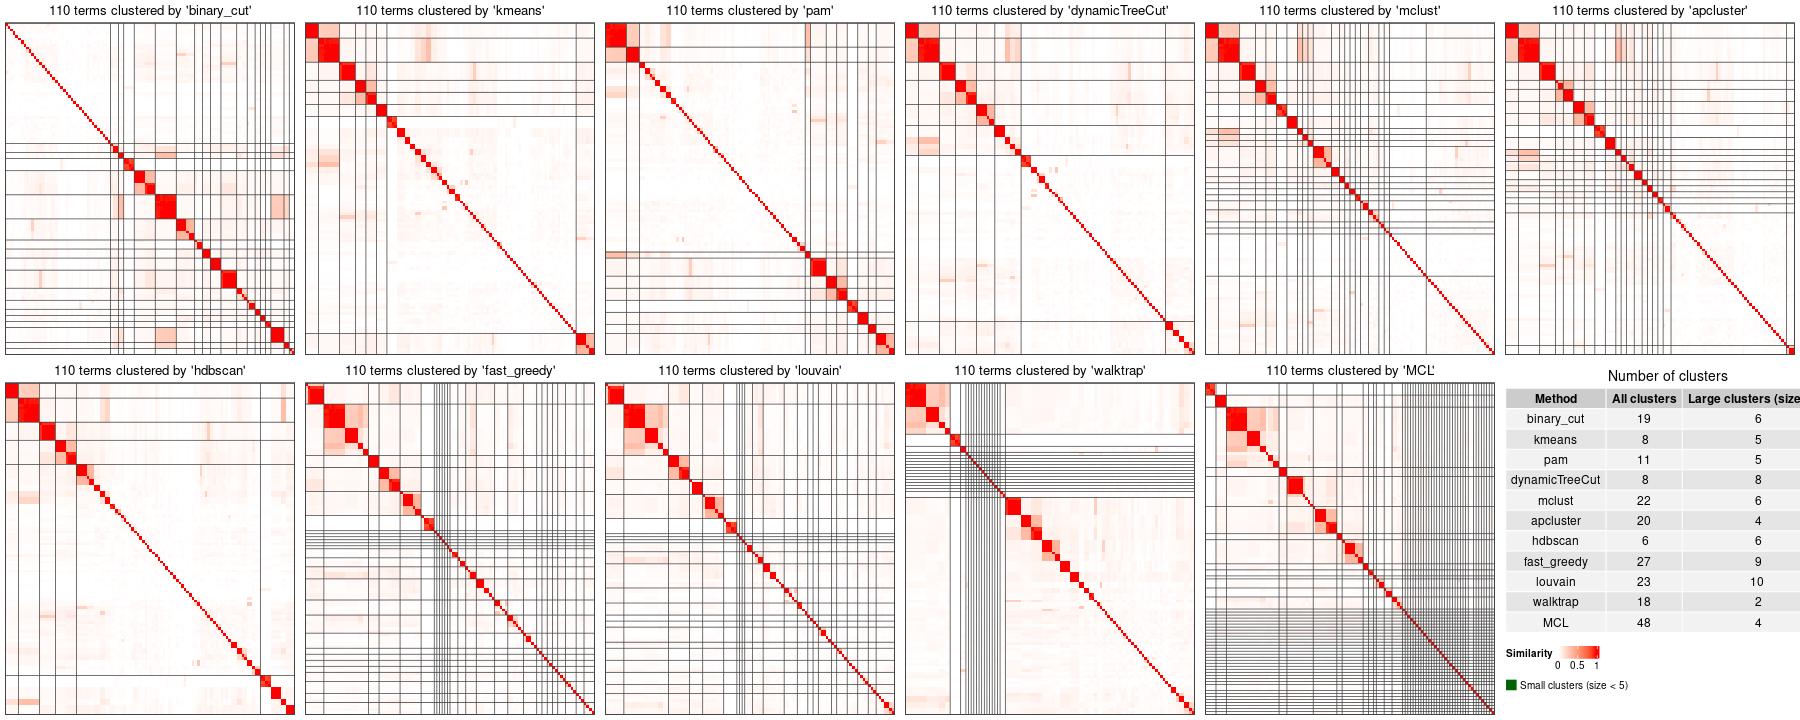 110 terms clustered by 'binary_cut'
110 terms clustered by 'kmeans'
110 terms clustered by 'pam'
110 terms clustered by 'dynamicTreeCut'
110 terms clustered by 'mclust'
110 terms clustered by 'apcluster'
110 terms clustered by 'hdbscan'
110 terms clustered by 'fast_greedy'
110 terms clustered by 'louvain'
110 terms clustered by 'walktrap'
110 terms clustered by 'MCL'
Number of clusters
Method All clusters Large clusters (size
binary_cut 19 6
kmeans 8 5
pam 11 5
dynamicTreeCut 8 8
mclust 22 6
apcluster 20 4
hdbscan 6 6
fast_greedy 27 9
louvain 23 10
walktrap 18 2
MCL 48 4
Similarity
0 0.5 1
Small clusters (size < 5)